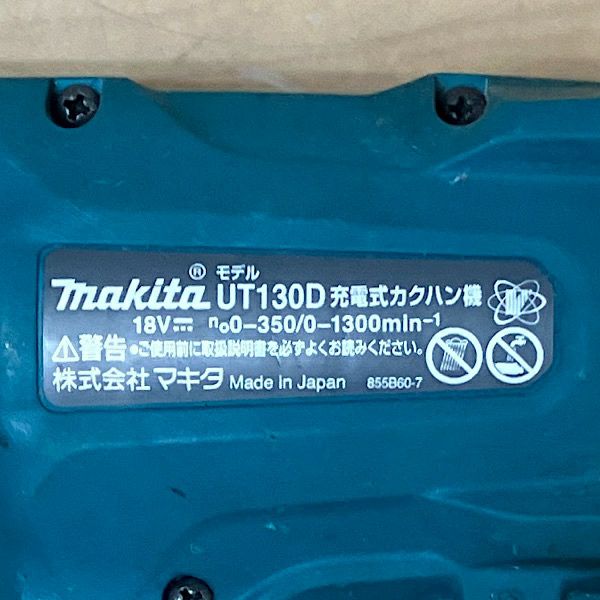 makita® モデル UT130D 充電式カクハン機
18V⎓ n₀0-350/0-1300min⁻¹
⚠警告 ●ご使用前に取扱説明書を必ずよくお読みください。
株式会社マキタ Made in Japan 855B60-7